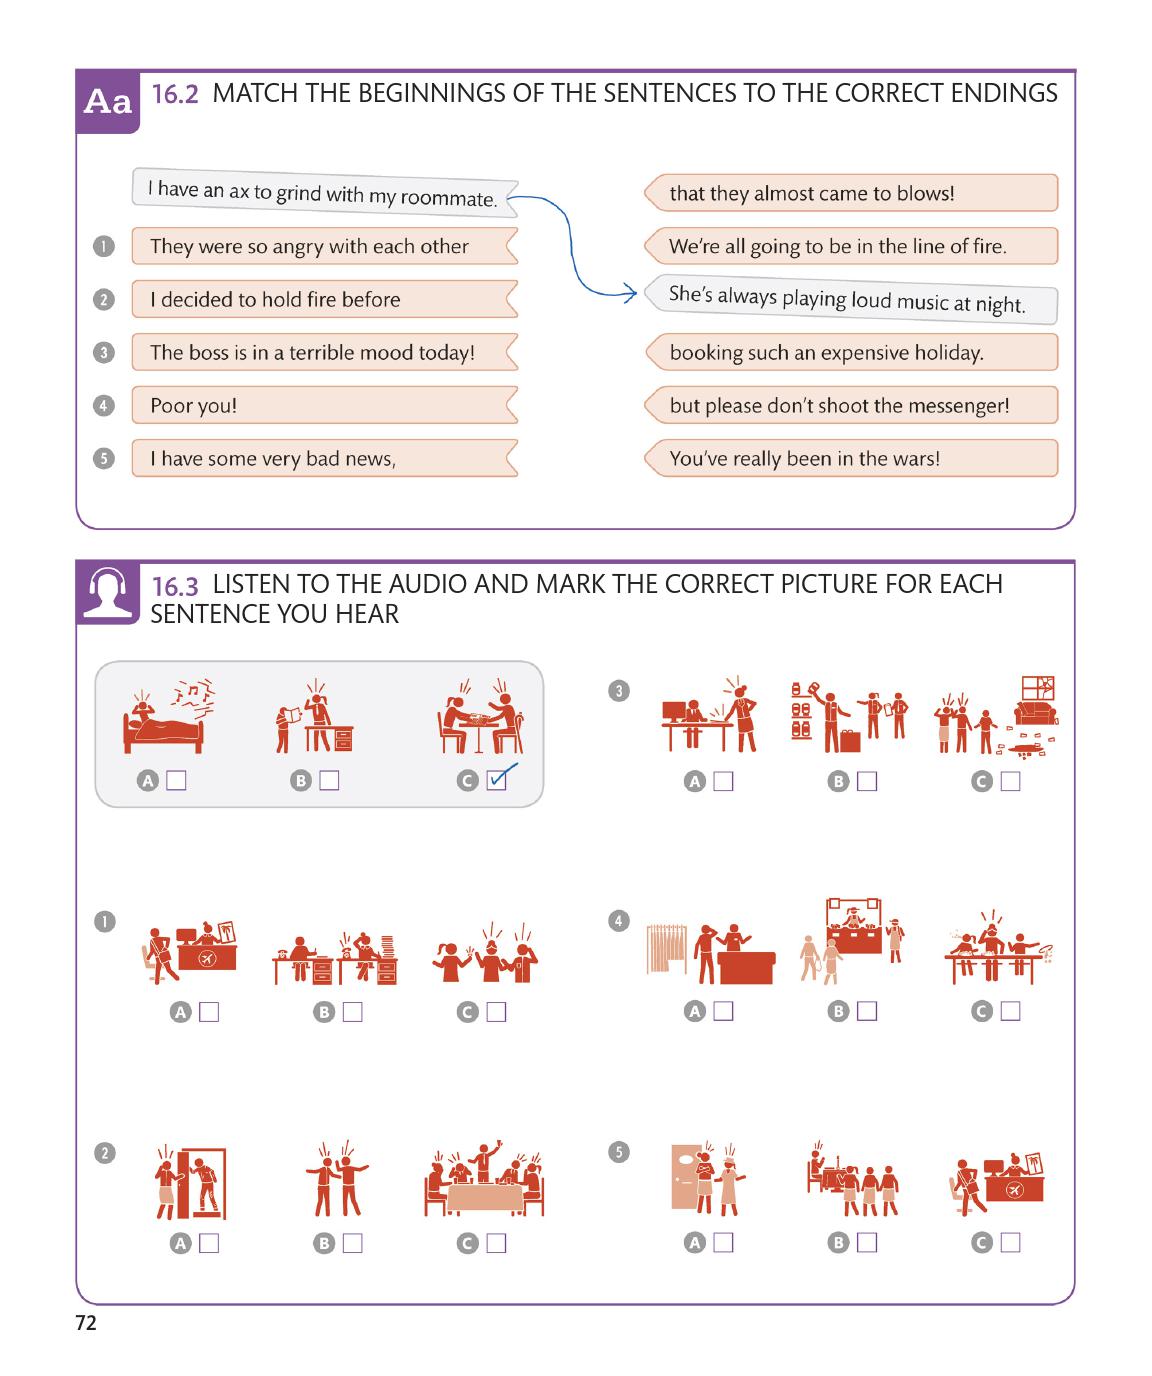 Aa
16.2 MATCH THE BEGINNINGS OF THE SENTENCES TO THE CORRECT ENDINGS
I have an ax to grind with my roommate.
that they almost came to blows!
1 They were so angry with each other
We're all going to be in the line of fire.
2 I decided to hold fire before
She's always playing loud music at night.
3 The boss is in a terrible mood today!
booking such an expensive holiday.
4 Poor you!
but please don't shoot the messenger!
5 I have some very bad news,
You've really been in the wars!
16.3 LISTEN TO THE AUDIO AND MARK THE CORRECT PICTURE FOR EACH
SENTENCE YOU HEAR
A B C
3
A B C
1
A B C
4
A B C
2
A B C
5
A B C
72